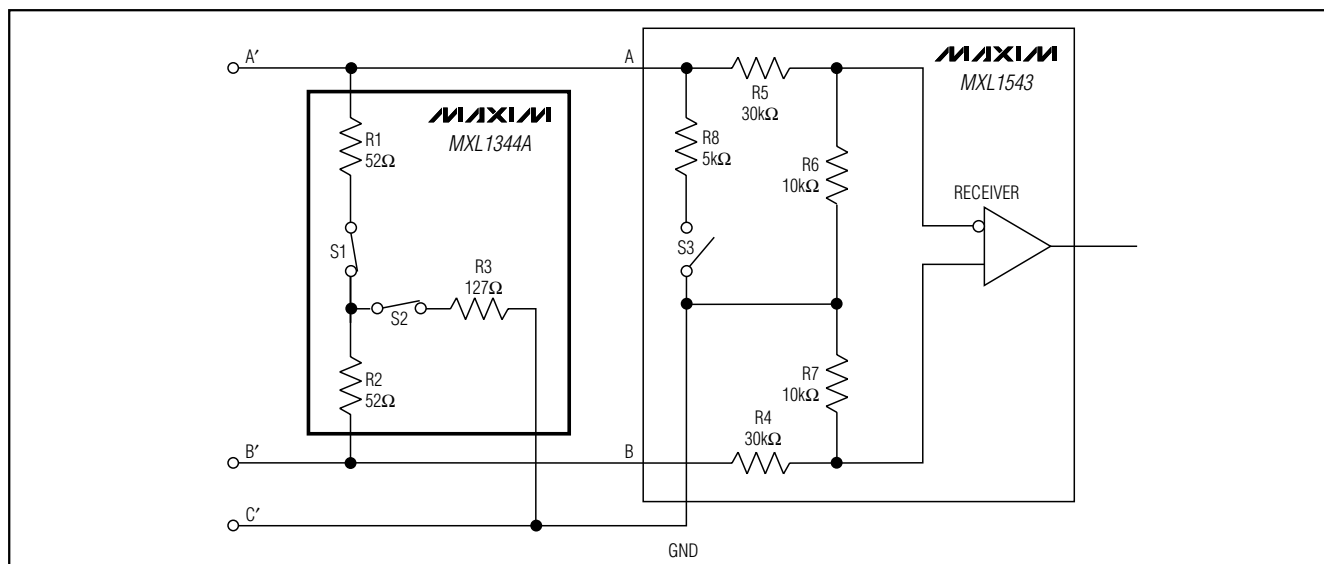 A′
A
MAXIM
MXL1543
R5
30kΩ
MAXIM
MXL1344A
R1
52Ω
R8
5kΩ
R6
10kΩ
RECEIVER
S1
S3
R3
127Ω
S2
R2
52Ω
R7
10kΩ
R4
30kΩ
B′
B
C′
GND